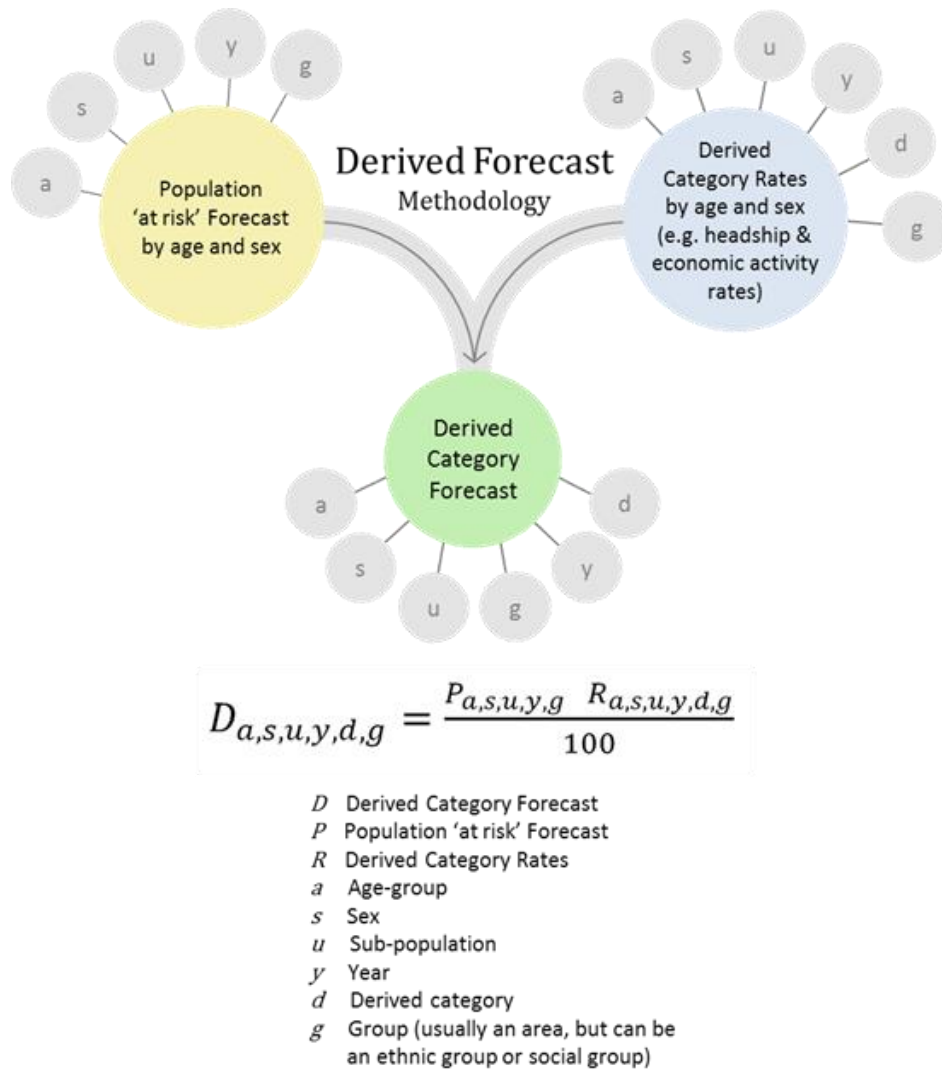 a
s
u
y
g
Population
‘at risk’ Forecast
by age and sex
Derived Forecast
Methodology
a
s
u
y
d
g
Derived
Category Rates
by age and sex
(e.g. headship &
economic activity
rates)
Derived
Category
Forecast
a
s
u
g
y
d
D_{a,s,u,y,d,g} = \frac{P_{a,s,u,y,g} R_{a,s,u,y,d,g}}{100}
D Derived Category Forecast
P Population ‘at risk’ Forecast
R Derived Category Rates
a Age-group
s Sex
u Sub-population
y Year
d Derived category
g Group (usually an area, but can be
an ethnic group or social group)